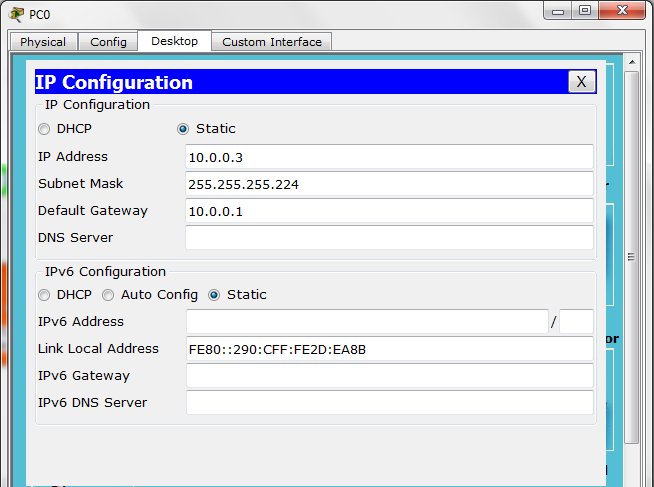 PC0
Physical Config Desktop Custom Interface
IP Configuration X
IP Configuration
DHCP Static
IP Address 10.0.0.3
Subnet Mask 255.255.255.224
Default Gateway 10.0.0.1
DNS Server
IPv6 Configuration
DHCP Auto Config Static
IPv6 Address /
Link Local Address FE80::290:CFF:FE2D:EA8B
IPv6 Gateway
IPv6 DNS Server